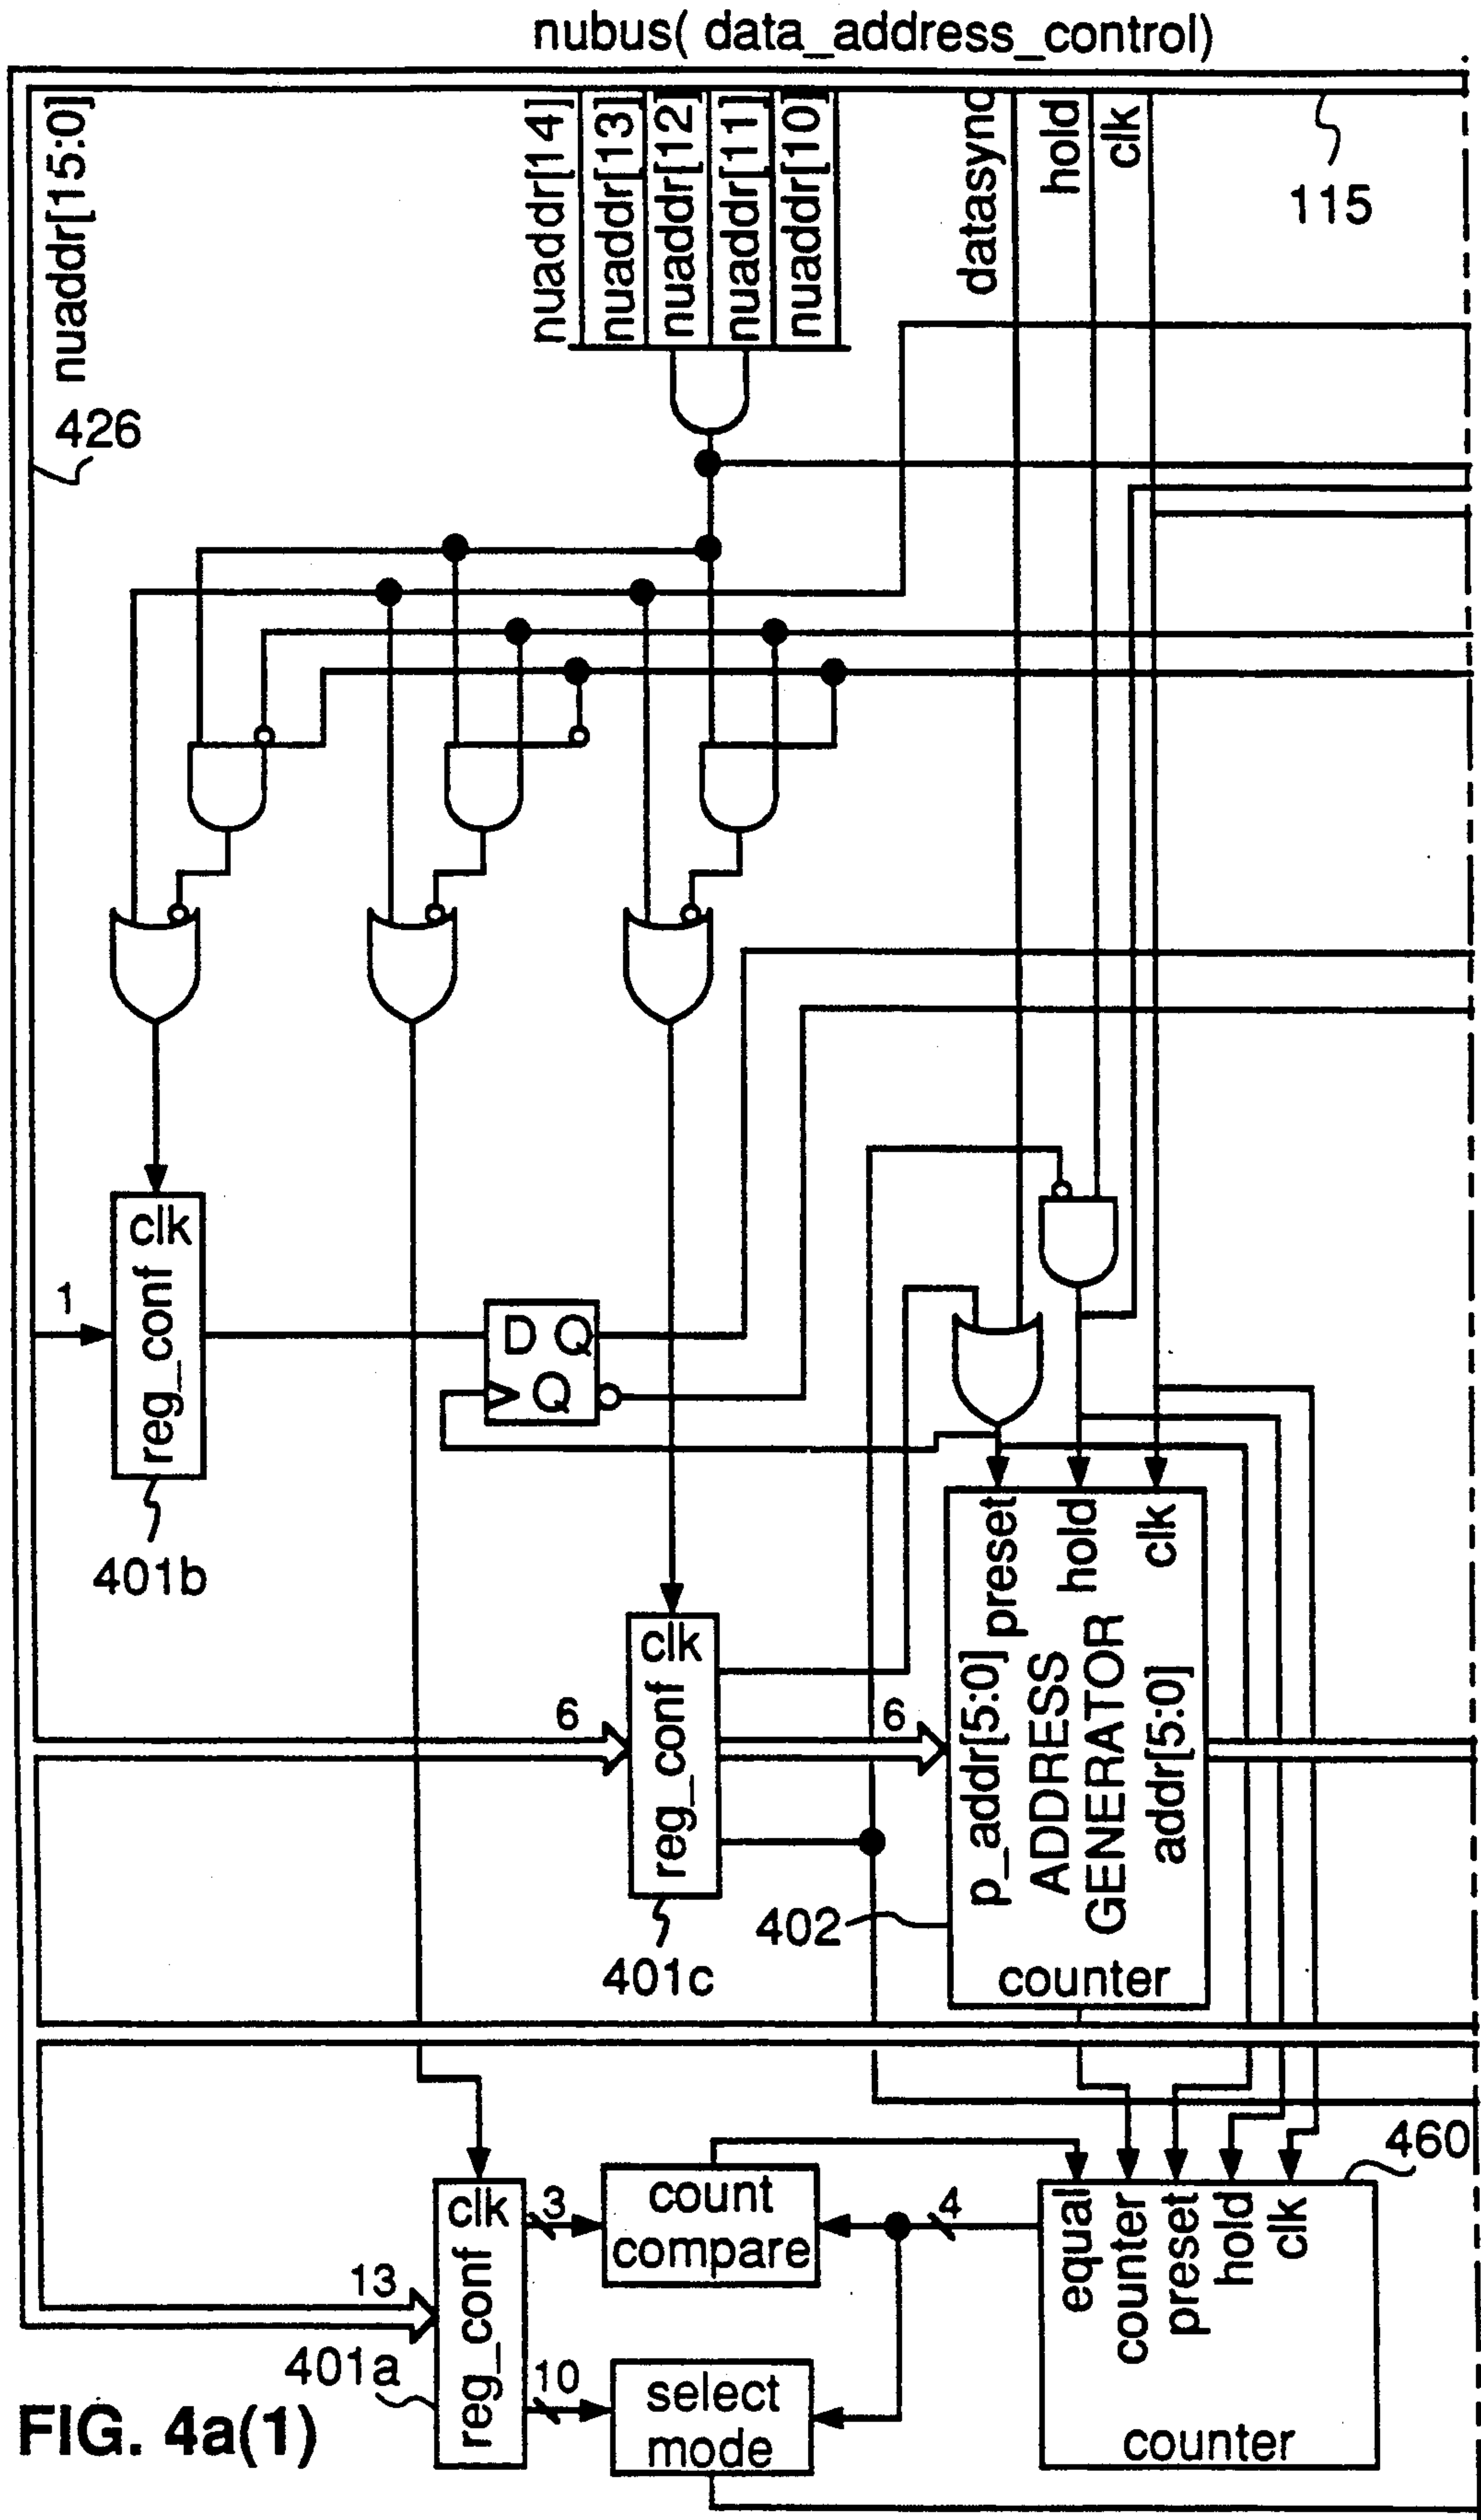 nubus( data_address_control)
nuaddr[15:0]
nuaddr[14]
nuaddr[13]
nuaddr[12]
nuaddr[11]
nuaddr[10]
datasync
hold
clk
115
426
clk
reg_conf
1
401b
D Q
Q
clk
reg_conf
6
6
401c
preset
hold
clk
p_addr[5:0]
ADDRESS
GENERATOR
addr[5:0]
counter
402
460
clk
reg_conf
13
3
10
401a
count
compare
4
select
mode
equal
counter
preset
hold
clk
counter
FIG. 4a(1)